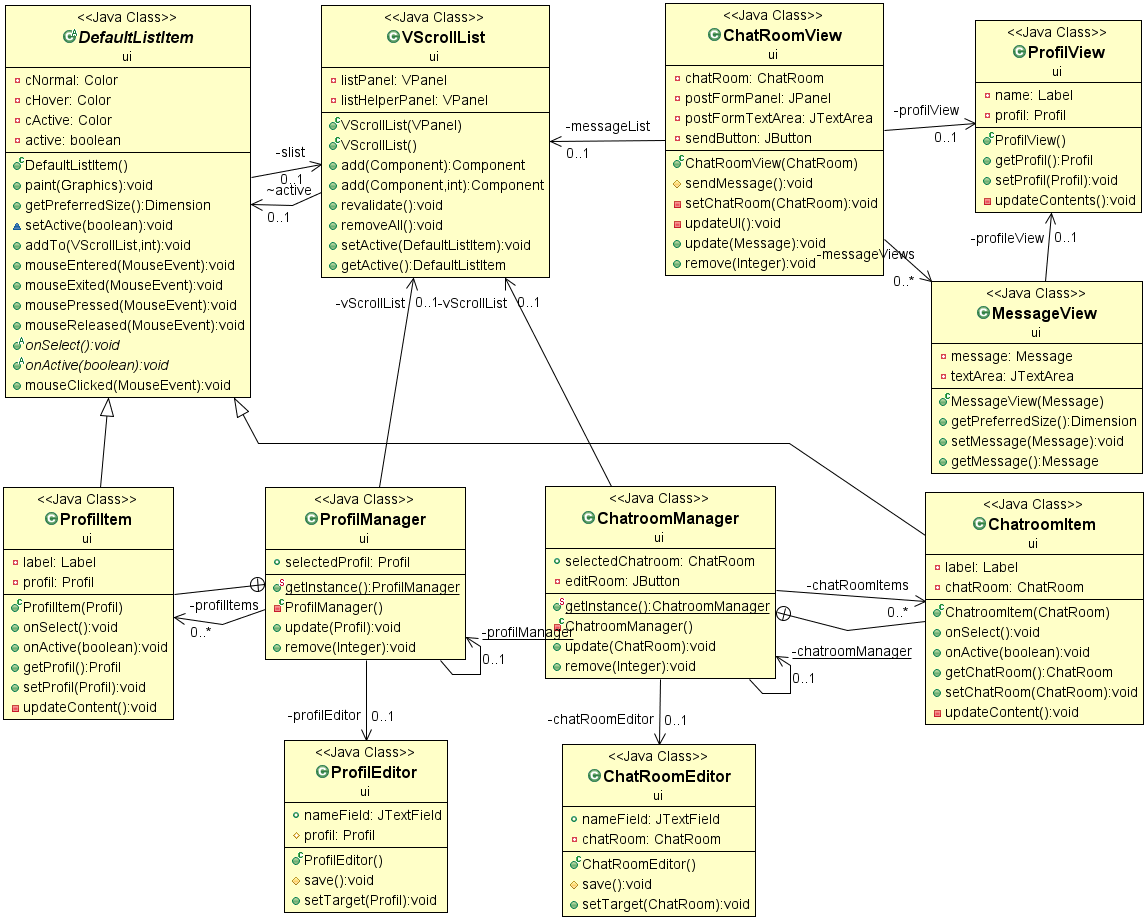 <<Java Class>>
DefaultListItem
ui
cNormal: Color
cHover: Color
cActive: Color
active: boolean
DefaultListItem()
paint(Graphics):void
getPreferredSize():Dimension
setActive(boolean):void
addTo(VScrollList,int):void
mouseEntered(MouseEvent):void
mouseExited(MouseEvent):void
mousePressed(MouseEvent):void
mouseReleased(MouseEvent):void
onSelect():void
onActive(boolean):void
mouseClicked(MouseEvent):void
-slist
0..1
~active
0..1
<<Java Class>>
VScrollList
ui
listPanel: VPanel
listHelperPanel: VPanel
VScrollList(VPanel)
VScrollList()
add(Component):Component
add(Component,int):Component
revalidate():void
removeAll():void
setActive(DefaultListItem):void
getActive():DefaultListItem
-messageList
0..1
<<Java Class>>
ChatRoomView
ui
chatRoom: ChatRoom
postFormPanel: JPanel
postFormTextArea: JTextArea
sendButton: JButton
ChatRoomView(ChatRoom)
sendMessage():void
setChatRoom(ChatRoom):void
updateUI():void
update(Message):void
remove(Integer):void
-profilView
0..1
<<Java Class>>
ProfilView
ui
name: Label
profil: Profil
ProfilView()
getProfil():Profil
setProfil(Profil):void
updateContents():void
-profileView
0..1
-messageViews
0..*
<<Java Class>>
MessageView
ui
message: Message
textArea: JTextArea
MessageView(Message)
getPreferredSize():Dimension
setMessage(Message):void
getMessage():Message
-vScrollList
0..1
-vScrollList
0..1
<<Java Class>>
ProfilItem
ui
label: Label
profil: Profil
ProfilItem(Profil)
onSelect():void
onActive(boolean):void
getProfil():Profil
setProfil(Profil):void
updateContent():void
-profilItems
0..*
<<Java Class>>
ProfilManager
ui
selectedProfil: Profil
getInstance():ProfilManager
ProfilManager()
update(Profil):void
remove(Integer):void
-profilManager
0..1
<<Java Class>>
ChatroomManager
ui
selectedChatroom: ChatRoom
editRoom: JButton
getInstance():ChatroomManager
ChatroomManager()
update(ChatRoom):void
remove(Integer):void
-chatRoomItems
0..*
-chatroomManager
0..1
<<Java Class>>
ChatroomItem
ui
label: Label
chatRoom: ChatRoom
ChatroomItem(ChatRoom)
onSelect():void
onActive(boolean):void
getChatRoom():ChatRoom
setChatRoom(ChatRoom):void
updateContent():void
-profilEditor
0..1
<<Java Class>>
ProfilEditor
ui
nameField: JTextField
profil: Profil
ProfilEditor()
save():void
setTarget(Profil):void
-chatRoomEditor
0..1
<<Java Class>>
ChatRoomEditor
ui
nameField: JTextField
chatRoom: ChatRoom
ChatRoomEditor()
save():void
setTarget(ChatRoom):void